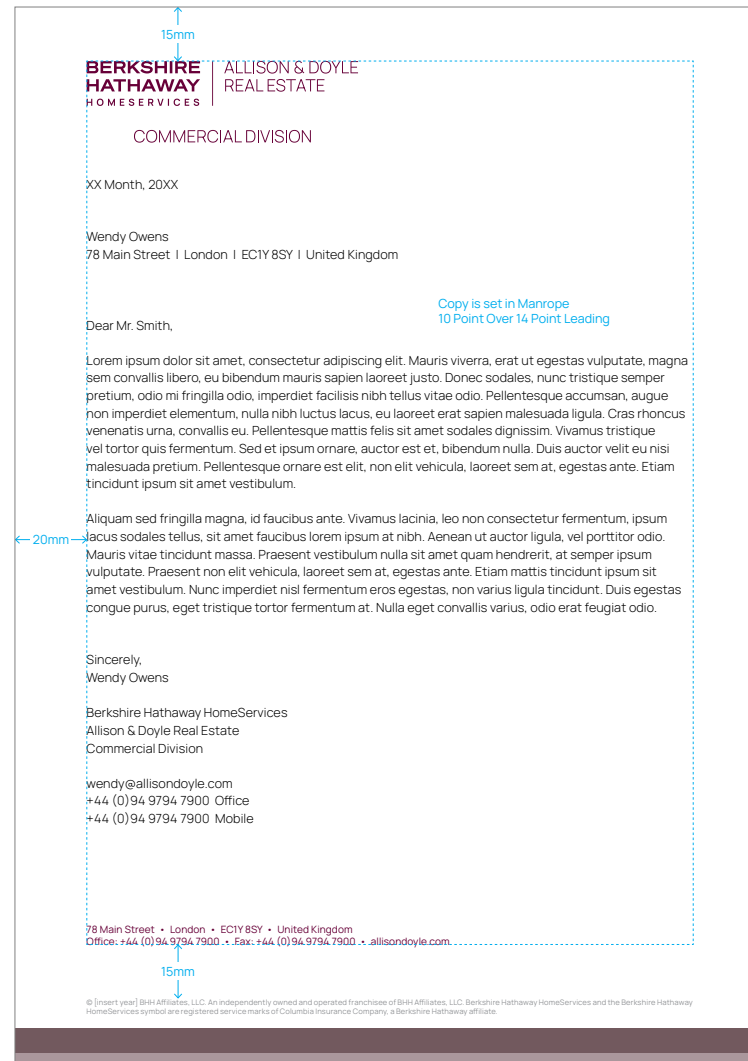 15mm
BERKSHIRE
HATHAWAY
HOMESERVICES
ALLISON & DOYLE
REAL ESTATE
COMMERCIAL DIVISION
XX Month, 20XX
Wendy Owens
78 Main Street | London | EC1Y 8SY | United Kingdom
Copy is set in Manrope
10 Point Over 14 Point Leading
Dear Mr. Smith,
Lorem ipsum dolor sit amet, consectetur adipiscing elit. Mauris viverra, erat ut egestas vulputate, magna
sem convallis libero, eu bibendum mauris sapien laoreet justo. Donec sodales, nunc tristique semper
pretium, odio mi fringilla odio, imperdiet facilisis nibh tellus vitae odio. Pellentesque accumsan, augue
non imperdiet elementum, nulla nibh luctus lacus, eu laoreet erat sapien malesuada ligula. Cras rhoncus
venenatis urna, convallis eu. Pellentesque mattis felis sit amet sodales dignissim. Vivamus tristique
vel tortor quis fermentum. Sed et ipsum ornare, auctor est et, bibendum nulla. Duis auctor velit eu nisi
malesuada pretium. Pellentesque ornare est elit, non elit vehicula, laoreet sem at, egestas ante. Etiam
tincidunt ipsum sit amet vestibulum.
Aliquam sed fringilla magna, id faucibus ante. Vivamus lacinia, leo non consectetur fermentum, ipsum
lacus sodales tellus, sit amet faucibus lorem ipsum at nibh. Aenean ut auctor ligula, vel porttitor odio.
20mm
Mauris vitae tincidunt massa. Praesent vestibulum nulla sit amet quam hendrerit, at semper ipsum
vulputate. Praesent non elit vehicula, laoreet sem at, egestas ante. Etiam mattis tincidunt ipsum sit
amet vestibulum. Nunc imperdiet nisl fermentum eros egestas, non varius ligula tincidunt. Duis egestas
congue purus, eget tristique tortor fermentum at. Nulla eget convallis varius, odio erat feugiat odio.
Sincerely,
Wendy Owens
Berkshire Hathaway HomeServices
Allison & Doyle Real Estate
Commercial Division
wendy@allisondoyle.com
+44 (0)94 9794 7900 Office
+44 (0)94 9794 7900 Mobile
78 Main Street • London • EC1Y 8SY • United Kingdom
Office: +44 (0)94 9794 7900 • Fax: +44 (0)94 9794 7900 • allisondoyle.com
15mm
© [insert year] BHH Affiliates, LLC. An independently owned and operated franchisee of BHH Affiliates, LLC. Berkshire Hathaway HomeServices and the Berkshire Hathaway
HomeServices symbol are registered service marks of Columbia Insurance Company, a Berkshire Hathaway affiliate.